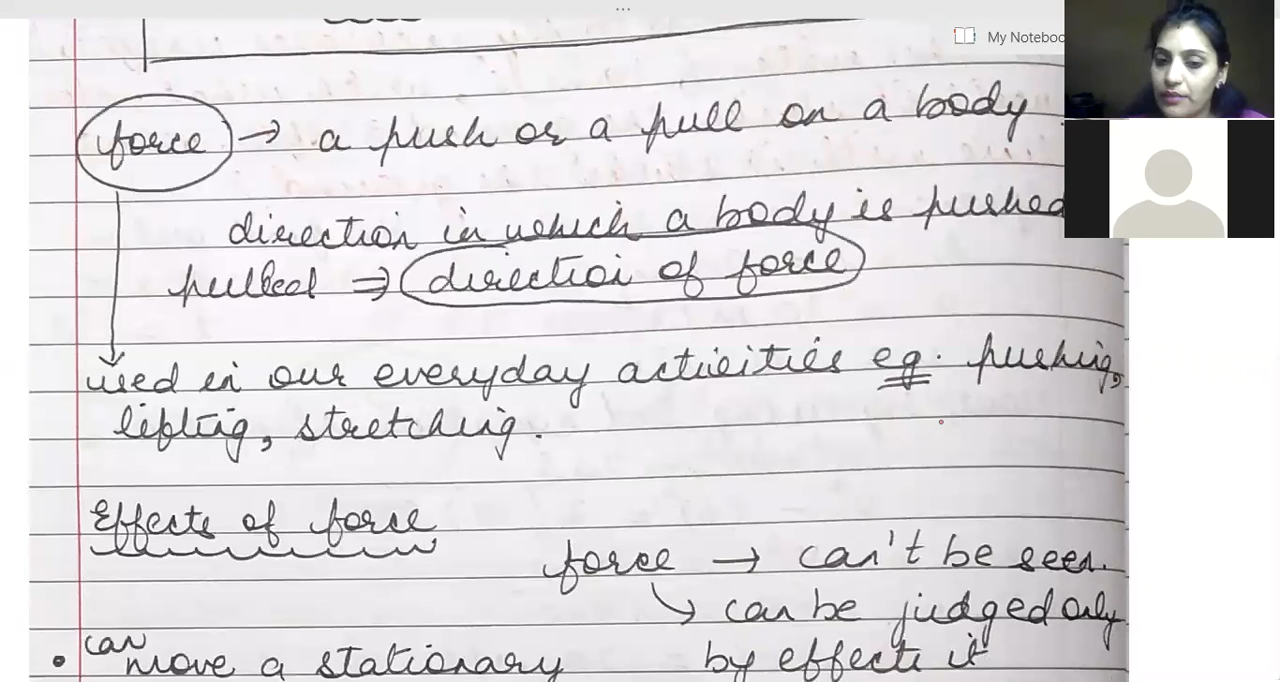 My Notebook
force → a push or a pull on a body
direction in which a body is pushed
pulled ⇒ direction of force
used in our everyday activities eg. pushing,
lifting, stretching.
Effects of force
force → can't be seen.
↘ can be judged only
by effects it
• can move a stationary